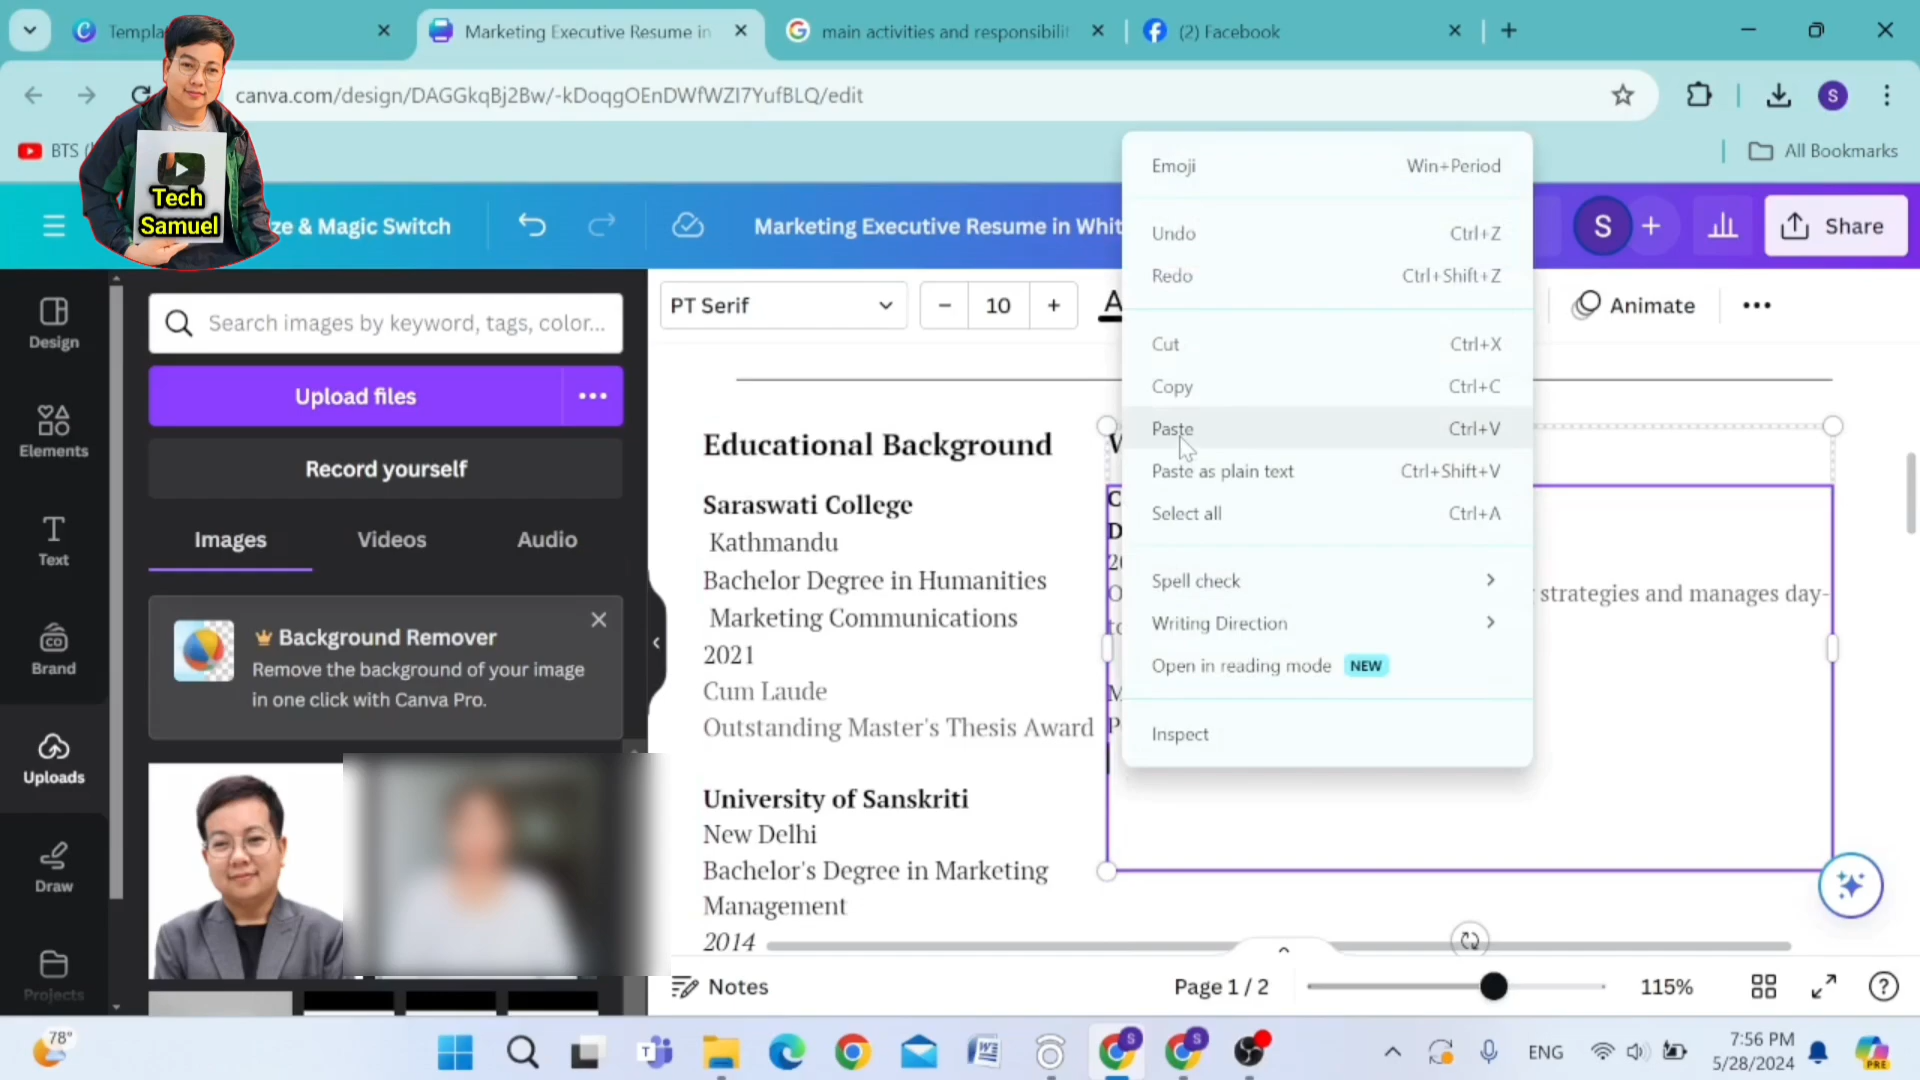 Templa
Marketing Executive Resume in
main activities and responsibilit
(2) Facebook
canva.com/design/DAGGkqBj2Bw/-kDoqgOEnDWfWZI7YufBLQ/edit
S
BTS (
All Bookmarks
Tech
Samuel
ze & Magic Switch
Marketing Executive Resume in Whit
S
Share
Emoji Win+Period
Undo Ctrl+Z
Redo Ctrl+Shift+Z
Cut Ctrl+X
Copy Ctrl+C
Paste Ctrl+V
Paste as plain text Ctrl+Shift+V
Select all Ctrl+A
Spell check
Writing Direction
Open in reading mode NEW
Inspect
Design
Elements
Text
Brand
Uploads
Draw
Projects
Search images by keyword, tags, color...
Upload files
Record yourself
Images Videos Audio
Background Remover
Remove the background of your image
in one click with Canva Pro.
PT Serif
10
A
Animate
Educational Background
Saraswati College
Kathmandu
Bachelor Degree in Humanities
Marketing Communications
2021
Cum Laude
Outstanding Master's Thesis Award
University of Sanskriti
New Delhi
Bachelor's Degree in Marketing
Management
2014
strategies and manages day-
Notes
Page 1 / 2
115%
78°
ENG
7:56 PM
5/28/2024
PRE